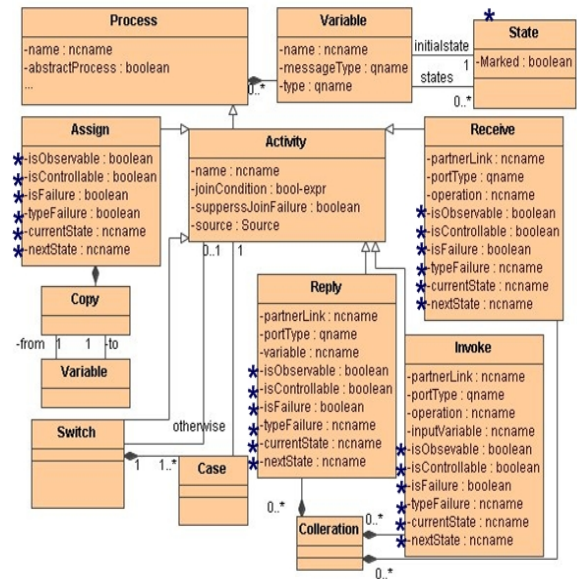 Process
-name : ncname
-abstractProcess : boolean
...
0..*
Variable
-name : ncname
-messageType : qname
-type : qname
initialstate
1
states
0..*
*
State
-Marked : boolean
Assign
*-isObservable : boolean
*-isControllable : boolean
*-isFailure : boolean
*-typeFailure : boolean
*-currentState : ncname
*-nextState : ncname
Activity
-name : ncname
-joinCondition : bool-expr
-supperssJoinFailure : boolean
-source : Source
0..1
1
Receive
-partnerLink : ncname
-portType : qname
-operation : ncname
*-isObservable : boolean
*-isControllable : boolean
*-isFailure : boolean
*-typeFailure : ncname
*-currentState : ncname
*-nextState : ncname
Copy
-from
1
1
-to
Variable
Reply
-partnerLink : ncname
-portType : qname
-variable : ncname
*-isObservable : boolean
*-isControllable : boolean
*-isFailure : boolean
*-typeFailure : ncname
*-currentState : ncname
*-nextState : ncname
Invoke
-partnerLink : ncname
-portType : qname
-operation : ncname
-inputVariable : ncname
*-isObsevable : boolean
*-isControllable : boolean
*-isFailure : boolean
*-typeFailure : ncname
*-currentState : ncname
*-nextState : ncname
Switch
otherwise
1
1..*
Case
0..*
Colleration
0..*
0..*